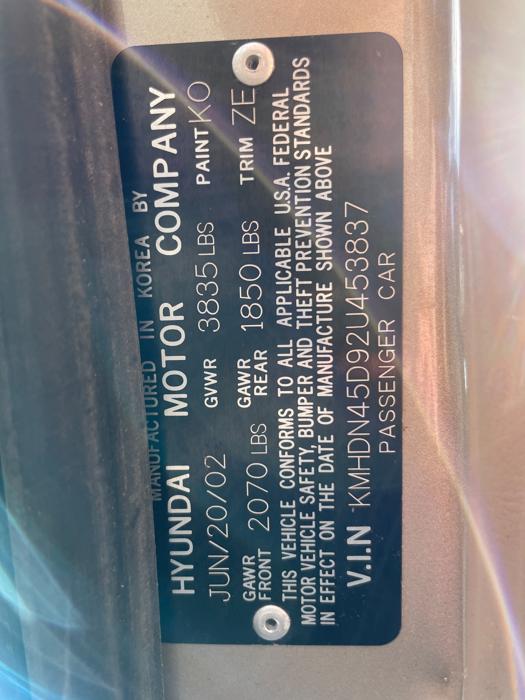 MANUFACTURED IN KOREA BY
HYUNDAI MOTOR COMPANY
JUN/20/02 GVWR 3835 LBS PAINT KO
GAWR FRONT 2070 LBS GAWR REAR 1850 LBS TRIM ZE
THIS VEHICLE CONFORMS TO ALL APPLICABLE U.S.A. FEDERAL
MOTOR VEHICLE SAFETY, BUMPER AND THEFT PREVENTION STANDARDS
IN EFFECT ON THE DATE OF MANUFACTURE SHOWN ABOVE
V.I.N KMHDN45D92U453837
PASSENGER CAR